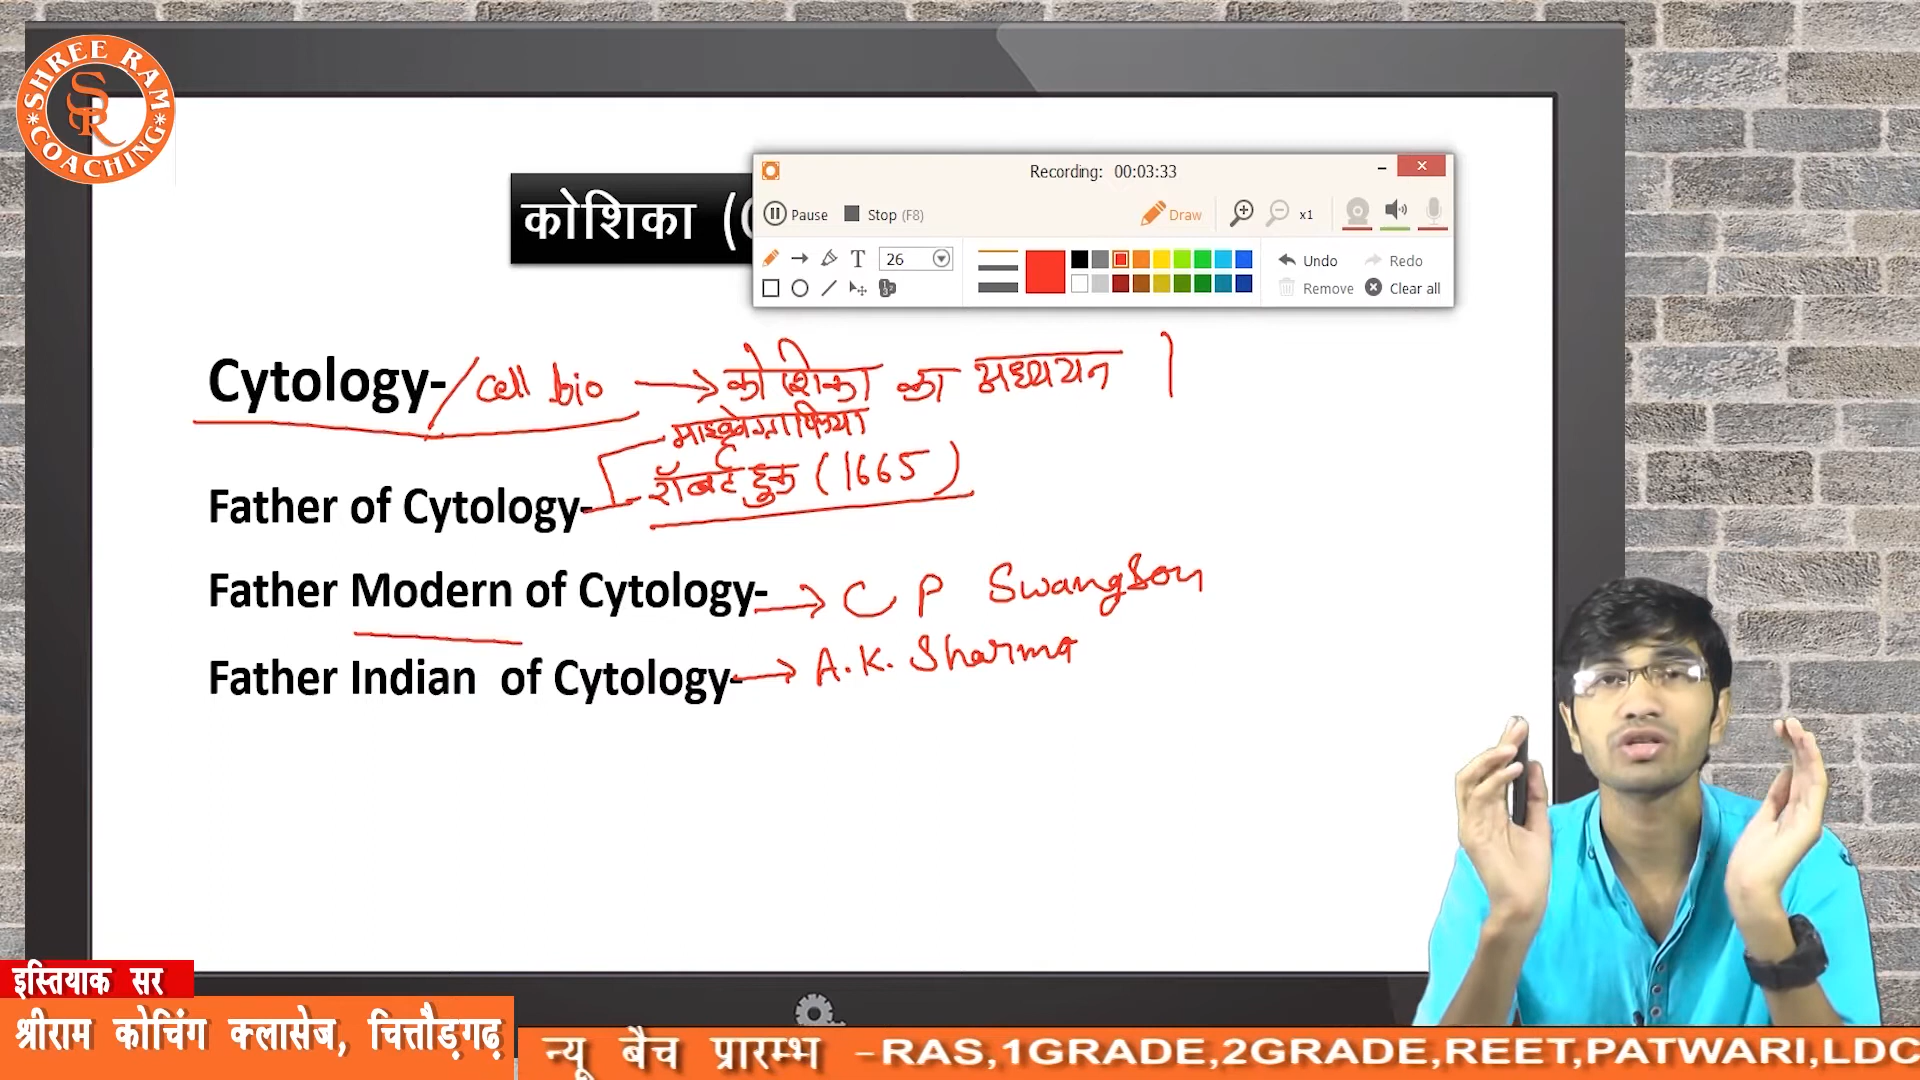 SHREE RAM COACHING
SR
Recording: 00:03:33
Pause Stop (F8) Draw x1
T 26 Undo Redo
Remove Clear all
कोशिका (C
Cytology- / cell bio → कोशिका का अध्ययन |
माइक्रोग्राफिया
Father of Cytology- रॉबर्ट हुक (1665)
Father Modern of Cytology- → C P Swangson
Father Indian of Cytology- → A.K. Sharma
इस्तियाक सर
श्रीराम कोचिंग क्लासेज, चित्तौड़गढ़
न्यू बैच प्रारम्भ -RAS,1GRADE,2GRADE,REET,PATWARI,LDC